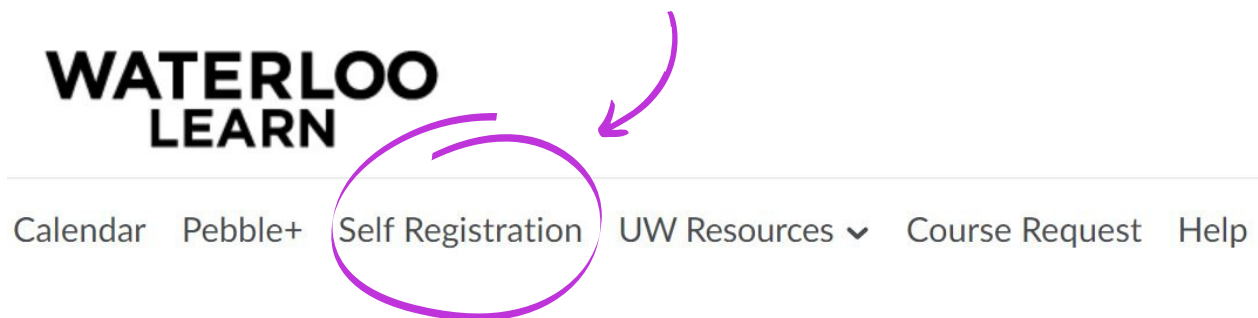 WATERLOO
LEARN
Calendar Pebble+ Self Registration UW Resources Course Request Help